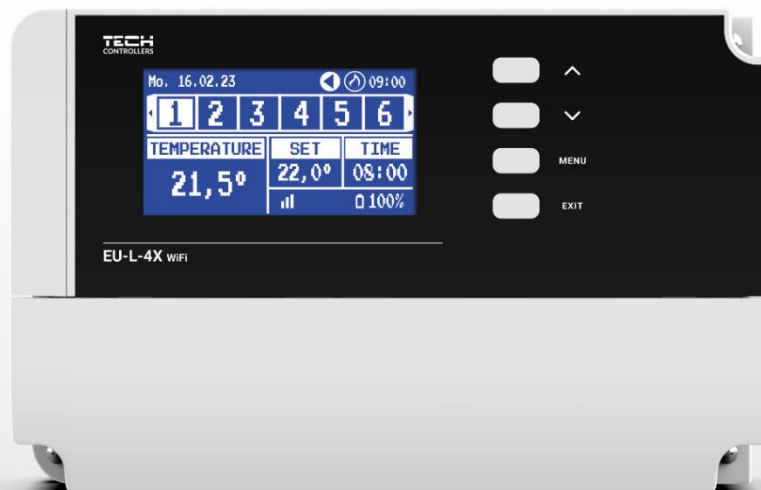 TECH
CONTROLLERS
Mo. 16.02.23 09:00
1 2 3 4 5 6
TEMPERATURE SET TIME
21,5° 22,0° 08:00
100%
MENU
EXIT
EU-L-4X WiFi